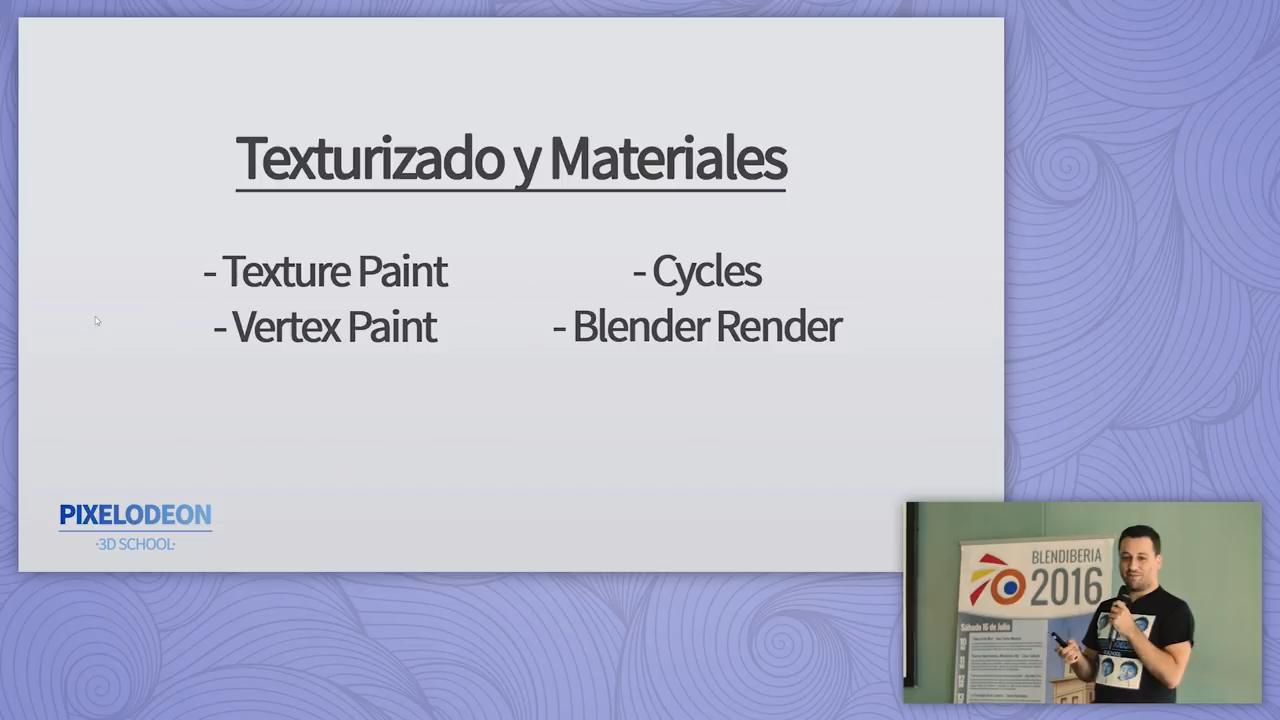 Texturizado y Materiales
- Texture Paint
- Vertex Paint
- Cycles
- Blender Render
PIXELODEON
·3D SCHOOL·
BLENDIBERIA
2016
Sábado 16 de Julio